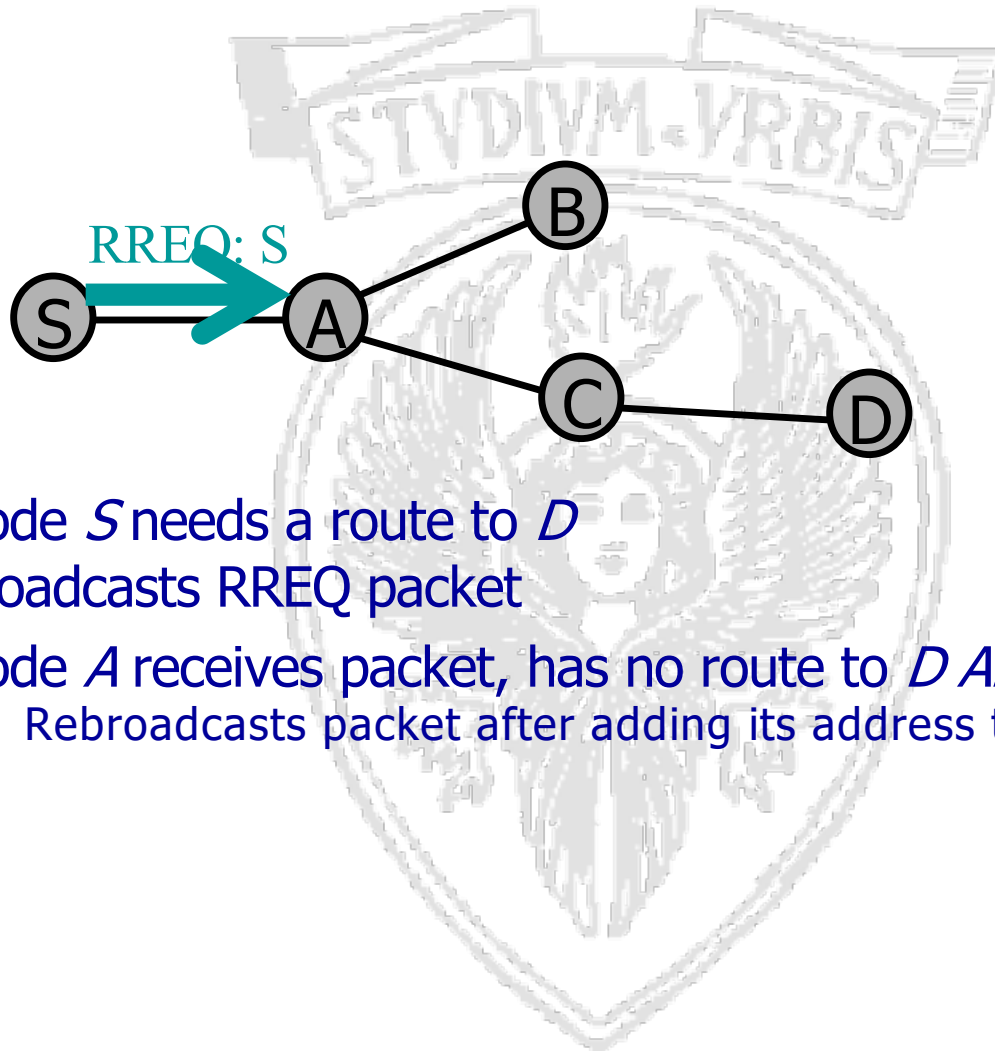 STVDIVM.VRBIS
B
RREQ: S
S
A
C
D
ode S needs a route to D
oadcasts RREQ packet
ode A receives packet, has no route to D A
Rebroadcasts packet after adding its address t